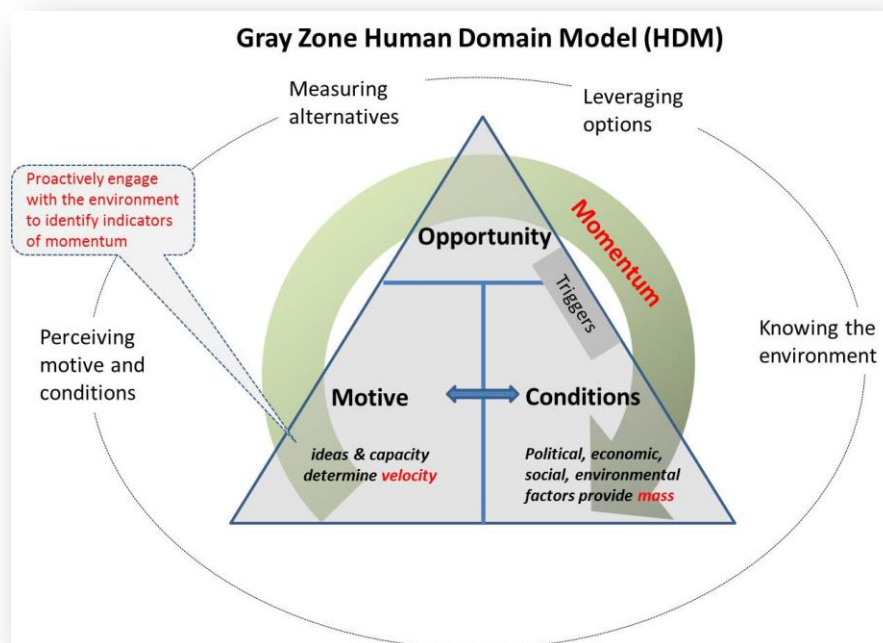 Gray Zone Human Domain Model (HDM)
Measuring
alternatives
Leveraging
options
Proactively engage
with the environment
to identify indicators
of momentum
Momentum
Opportunity
Triggers
Perceiving
motive and
conditions
Knowing the
environment
Motive
Conditions
ideas & capacity
determine velocity
Political, economic,
social, environmental
factors provide mass